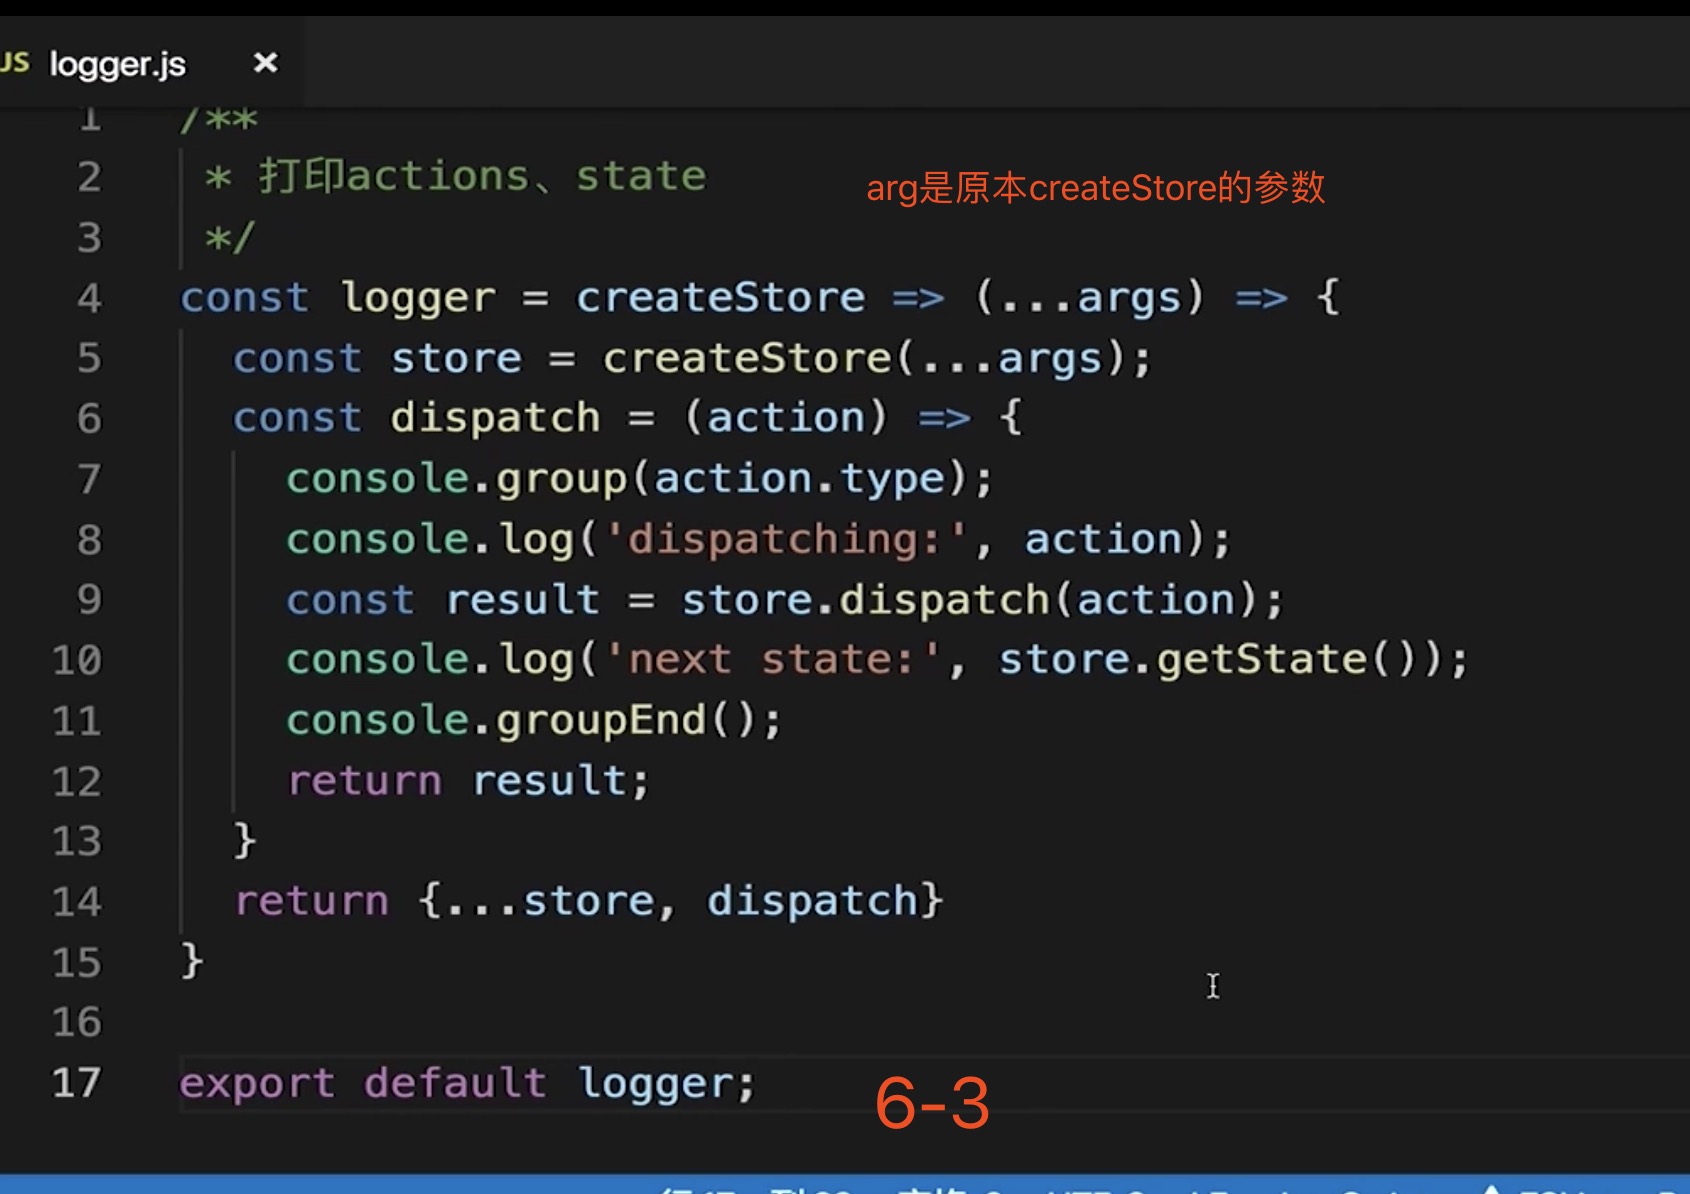 JS logger.js ×
1 /**
2 * 打印actions、state
arg是原本createStore的参数
3 */
4 const logger = createStore => (...args) => {
5 const store = createStore(...args);
6 const dispatch = (action) => {
7 console.group(action.type);
8 console.log('dispatching:', action);
9 const result = store.dispatch(action);
10 console.log('next state:', store.getState());
11 console.groupEnd();
12 return result;
13 }
14 return {...store, dispatch}
15 }
16
17 export default logger;
6-3